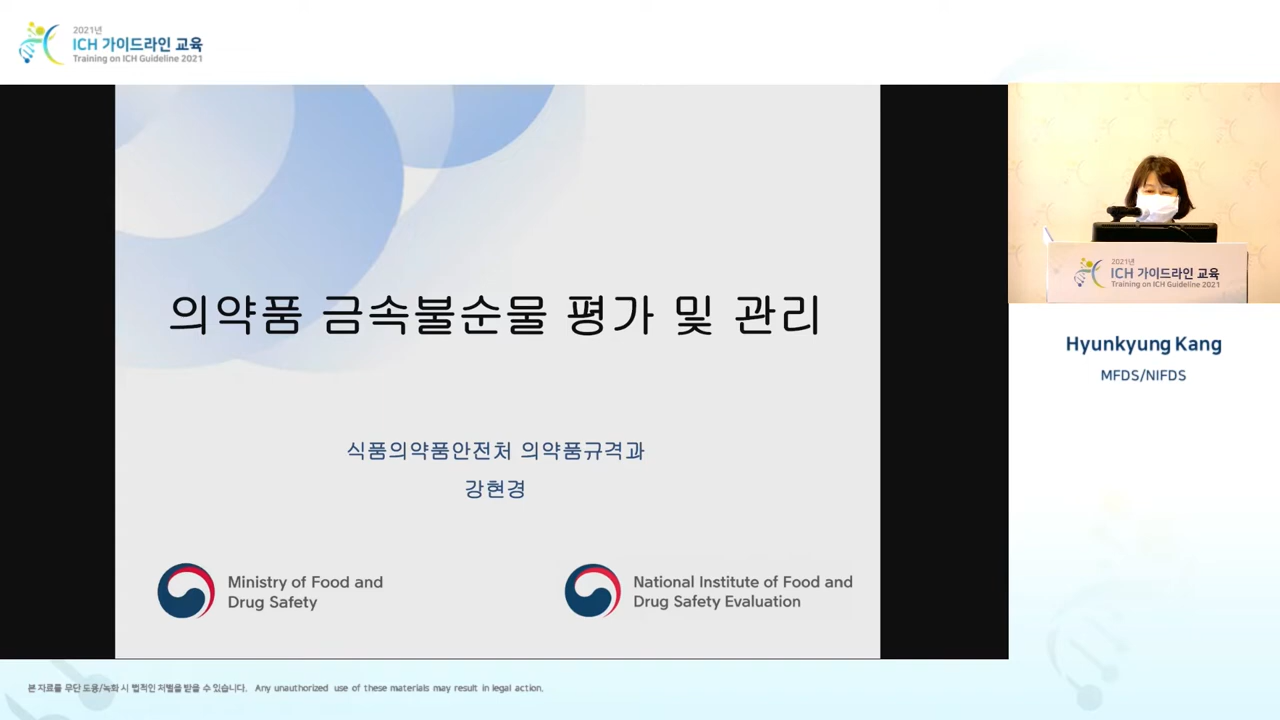 2021년
ICH 가이드라인 교육
Training on ICH Guideline 2021
의약품 금속불순물 평가 및 관리
식품의약품안전처 의약품규격과
강현경
Ministry of Food and
Drug Safety
National Institute of Food and
Drug Safety Evaluation
2021년
ICH 가이드라인 교육
Training on ICH Guideline 2021
Hyunkyung Kang
MFDS/NIFDS
본 자료를 무단 도용/녹화 시 법적인 처벌을 받을 수 있습니다. Any unauthorized use of these materials may result in legal action.